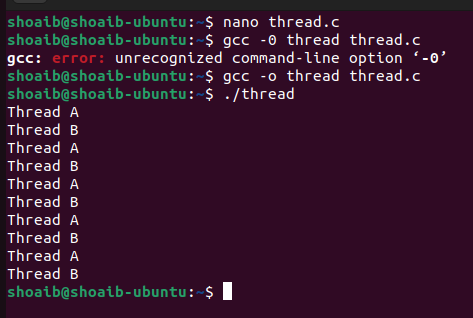 shoaib@shoaib-ubuntu:~$ nano thread.c
shoaib@shoaib-ubuntu:~$ gcc -0 thread thread.c
gcc: error: unrecognized command-line option ‘-0’
shoaib@shoaib-ubuntu:~$ gcc -o thread thread.c
shoaib@shoaib-ubuntu:~$ ./thread
Thread A
Thread B
Thread A
Thread B
Thread A
Thread B
Thread A
Thread B
Thread A
Thread B
shoaib@shoaib-ubuntu:~$